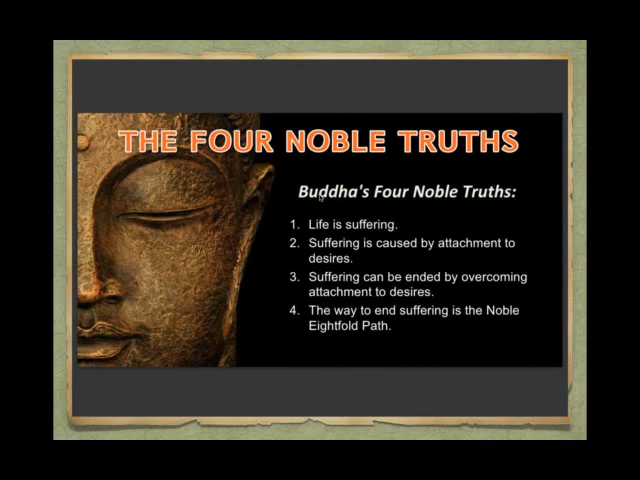 THE FOUR NOBLE TRUTHS
Buddha's Four Noble Truths:
1. Life is suffering.
2. Suffering is caused by attachment to
desires.
3. Suffering can be ended by overcoming
attachment to desires.
4. The way to end suffering is the Noble
Eightfold Path.